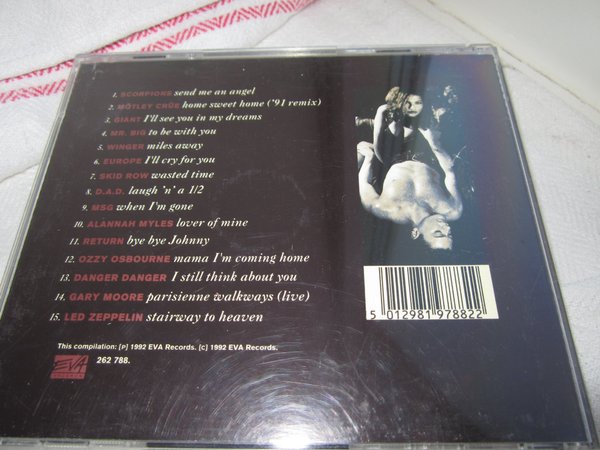 1. SCORPIONS send me an angel
2. MÖTLEY CRÜE home sweet home ('91 remix)
3. GIANT I'll see you in my dreams
4. MR. BIG to be with you
5. WINGER miles away
6. EUROPE I'll cry for you
7. SKID ROW wasted time
8. D.A.D. laugh 'n' a 1/2
9. MSG when I'm gone
10. ALANNAH MYLES lover of mine
11. RETURN bye bye Johnny
12. OZZY OSBOURNE mama I'm coming home
13. DANGER DANGER I still think about you
14. GARY MOORE parisienne walkways (live)
15. LED ZEPPELIN stairway to heaven
5 012981 978822
This compilation: [P] 1992 EVA Records. [C] 1992 EVA Records.
EVA
RECORDS
262 788.